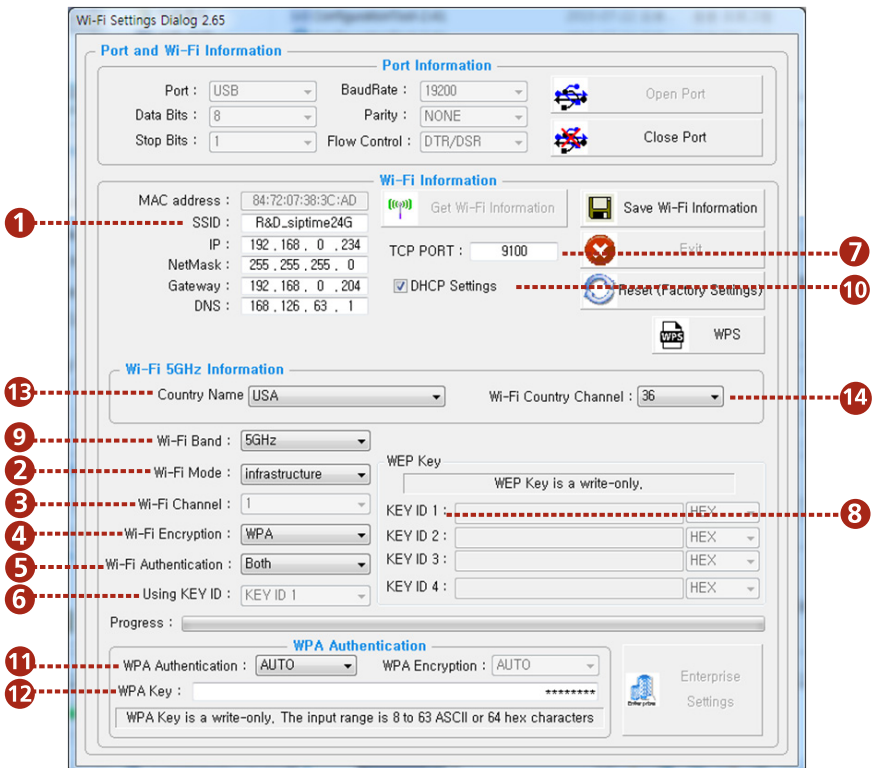 Wi-Fi Settings Dialog 2.65
Port and Wi-Fi Information
Port Information
Port : USB BaudRate : 19200 Open Port
Data Bits : 8 Parity : NONE
Stop Bits : 1 Flow Control : DTR/DSR Close Port
Wi-Fi Information
MAC address : 84:72:07:38:3C:AD Get Wi-Fi Information Save Wi-Fi Information
1 SSID : R&D_siptime24G
IP : 192 . 168 . 0 . 234 TCP PORT : 9100 Exit 7
NetMask : 255 . 255 . 255 . 0
Gateway : 192 . 168 . 0 . 204 DHCP Settings Reset (Factory Settings) 10
DNS : 168 . 126 . 63 . 1
WPS WPS
Wi-Fi 5GHz Information
13 Country Name USA Wi-Fi Country Channel : 36 14
9 Wi-Fi Band : 5GHz
WEP Key
2 Wi-Fi Mode : infrastructure
WEP Key is a write-only.
3 Wi-Fi Channel : 1
KEY ID 1 : HEX 8
4 Wi-Fi Encryption : WPA
KEY ID 2 : HEX
5 Wi-Fi Authentication : Both
KEY ID 3 : HEX
6 Using KEY ID : KEY ID 1
KEY ID 4 : HEX
Progress :
WPA Authentication
11 WPA Authentication : AUTO WPA Encryption : AUTO
12 WPA Key : ********
WPA Key is a write-only. The input range is 8 to 63 ASCII or 64 hex characters
Enterprise
Settings